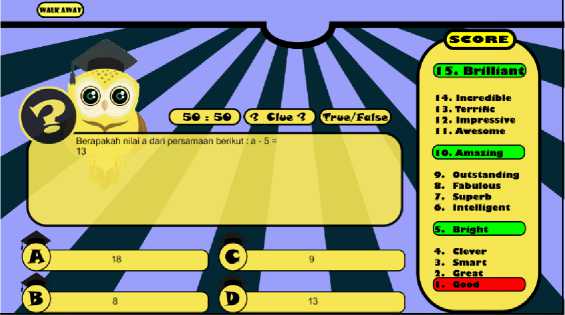 WALK AWAY
SCORE
15. Brilliant
14. Incredible
13. Terrific
12. Impressive
11. Awesome
10. Amazing
9. Outstanding
8. Fabulous
7. Superb
6. Intelligent
5. Bright
4. Clever
3. Smart
2. Great
1. Good
?
50 : 50
? Clue ?
True/False
Berapakah nilai a dari persamaan berikut : a - 5 =
13
A 18
C 9
B 8
D 13